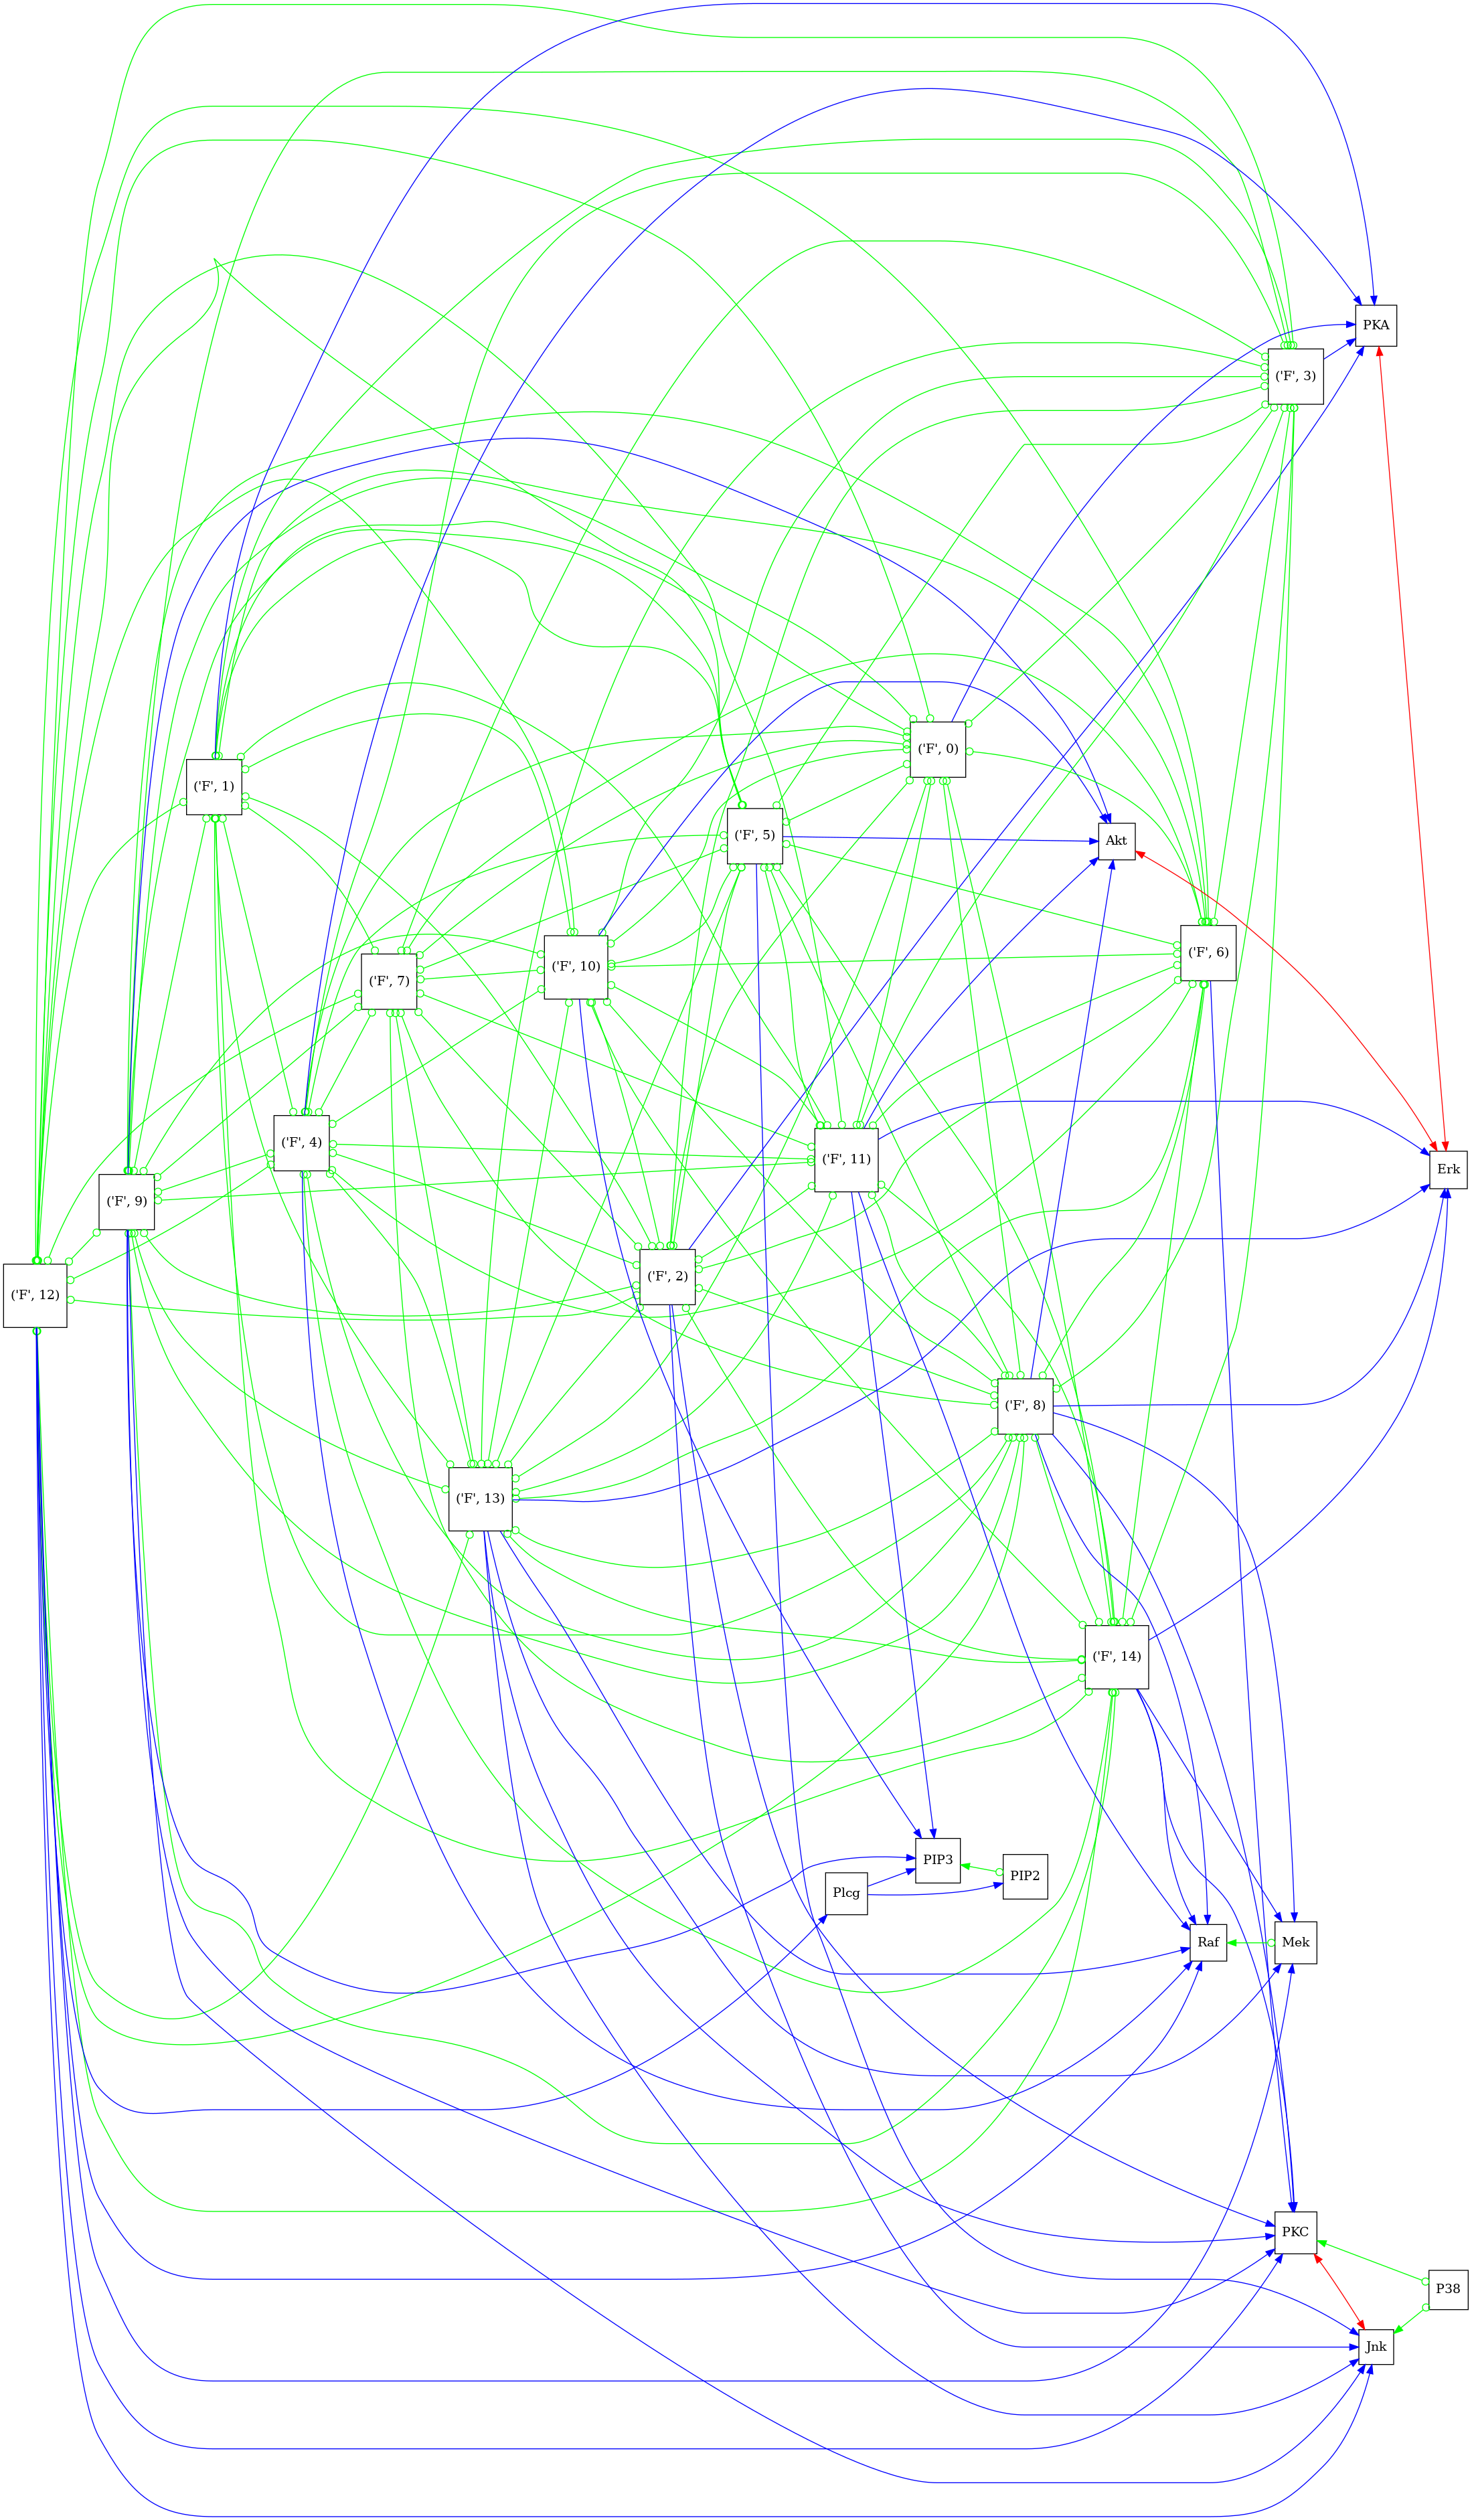 PKA
('F', 3)
('F', 0)
('F', 1)
('F', 5)
Akt
('F', 6)
('F', 10)
('F', 7)
('F', 4)
('F', 11)
Erk
('F', 9)
('F', 2)
('F', 12)
('F', 8)
('F', 13)
('F', 14)
PIP3
PIP2
Plcg
Raf
Mek
PKC
P38
Jnk